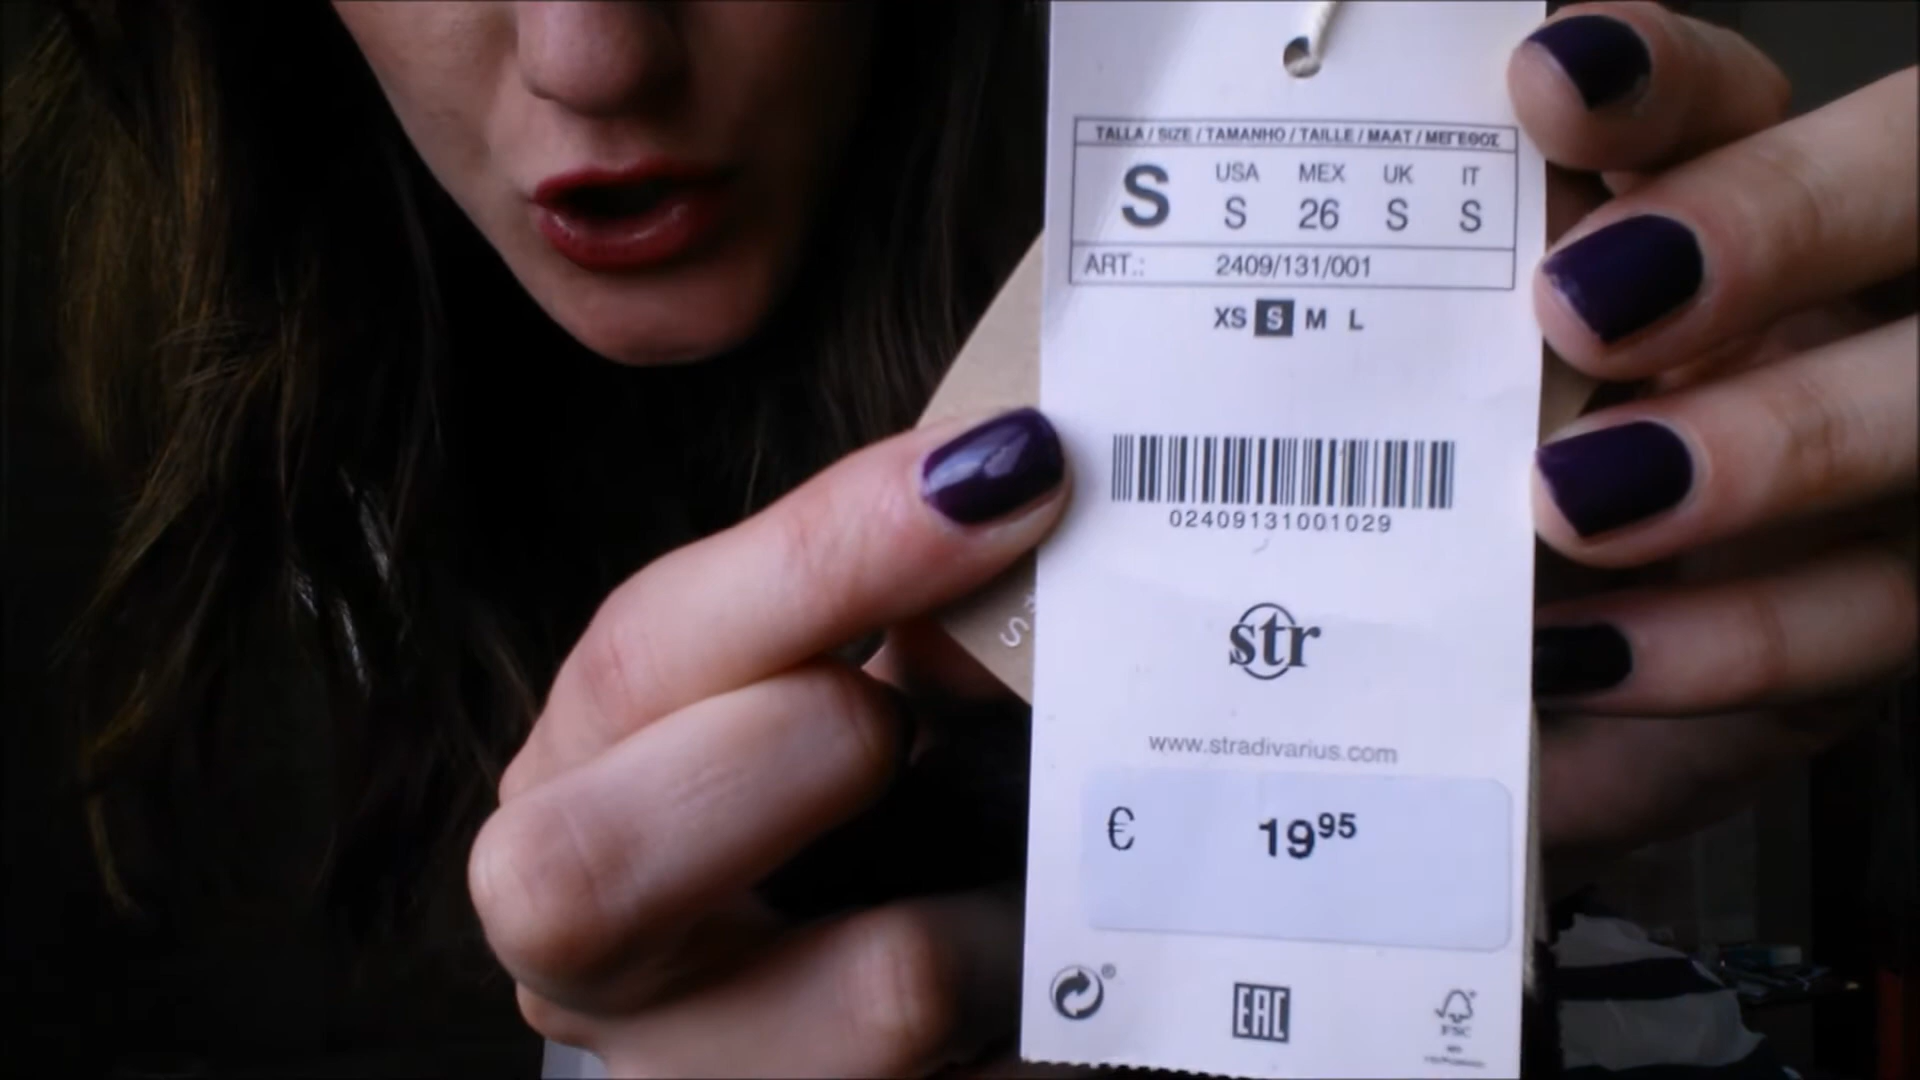 TALLA / SIZE / TAMANHO / TAILLE / MAAT / ΜΕΓΕΘΟΣ
S USA MEX UK IT
S 26 S S
ART.: 2409/131/001
XS S M L
02409131001029
str
www.stradivarius.com
€ 19⁹⁵
EAC
FSC
S